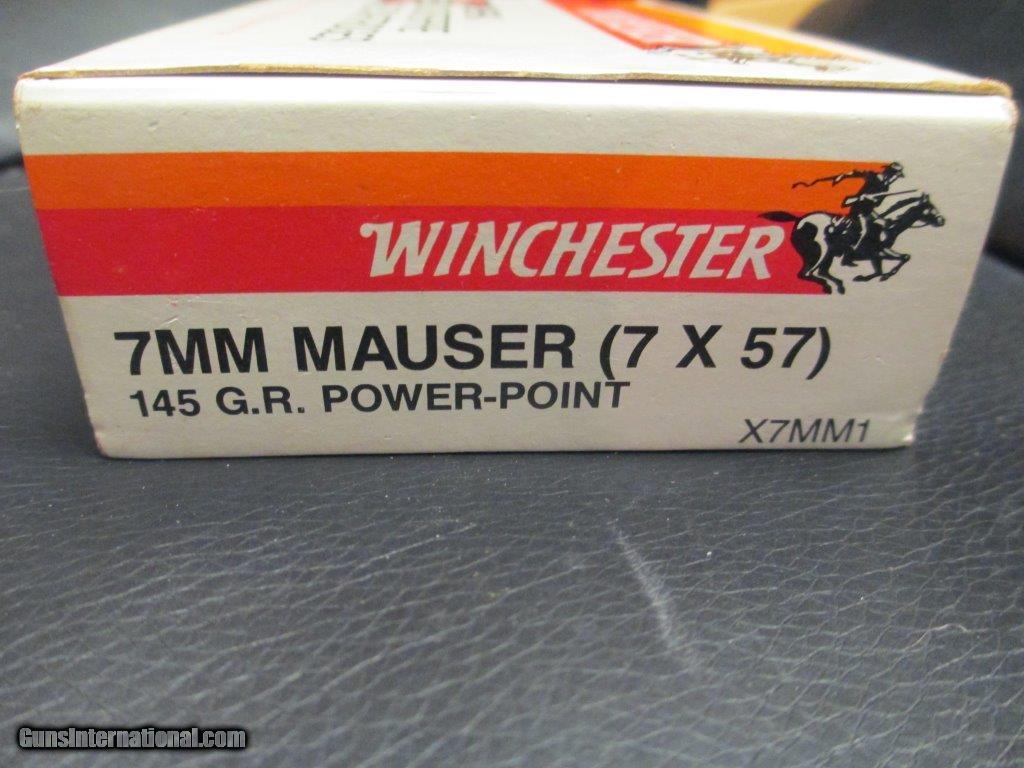 WINCHESTER
7MM MAUSER (7 X 57)
145 G.R. POWER-POINT
X7MM1
GunsInternational.com